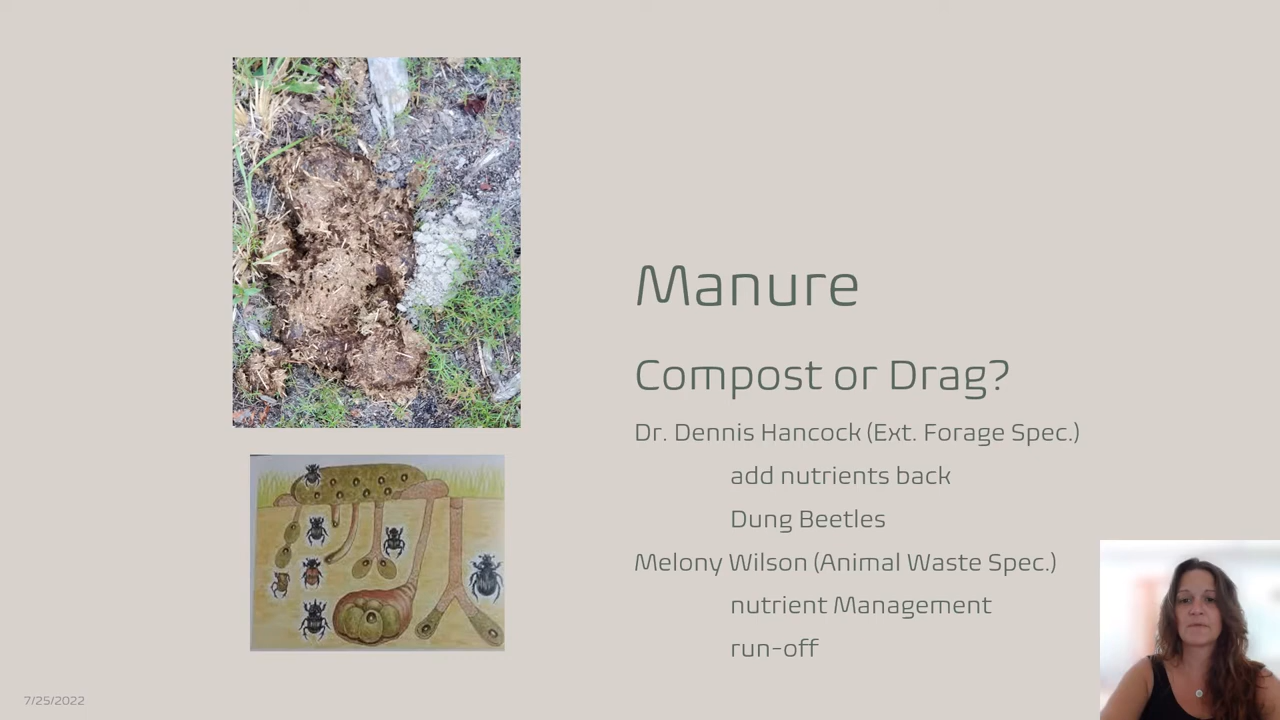 Manure
Compost or Drag?
Dr. Dennis Hancock (Ext. Forage Spec.)
add nutrients back
Dung Beetles
Melony Wilson (Animal Waste Spec.)
nutrient Management
run-off
7/25/2022